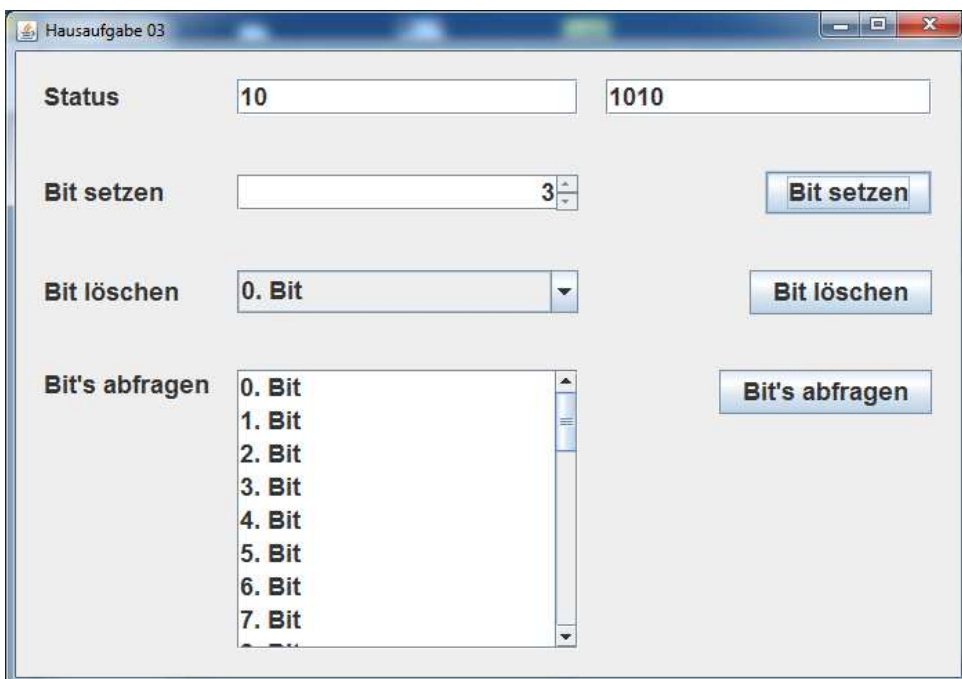 Hausaufgabe 03
Status 10 1010
Bit setzen 3 Bit setzen
Bit löschen 0. Bit Bit löschen
Bit's abfragen 0. Bit Bit's abfragen
1. Bit
2. Bit
3. Bit
4. Bit
5. Bit
6. Bit
7. Bit